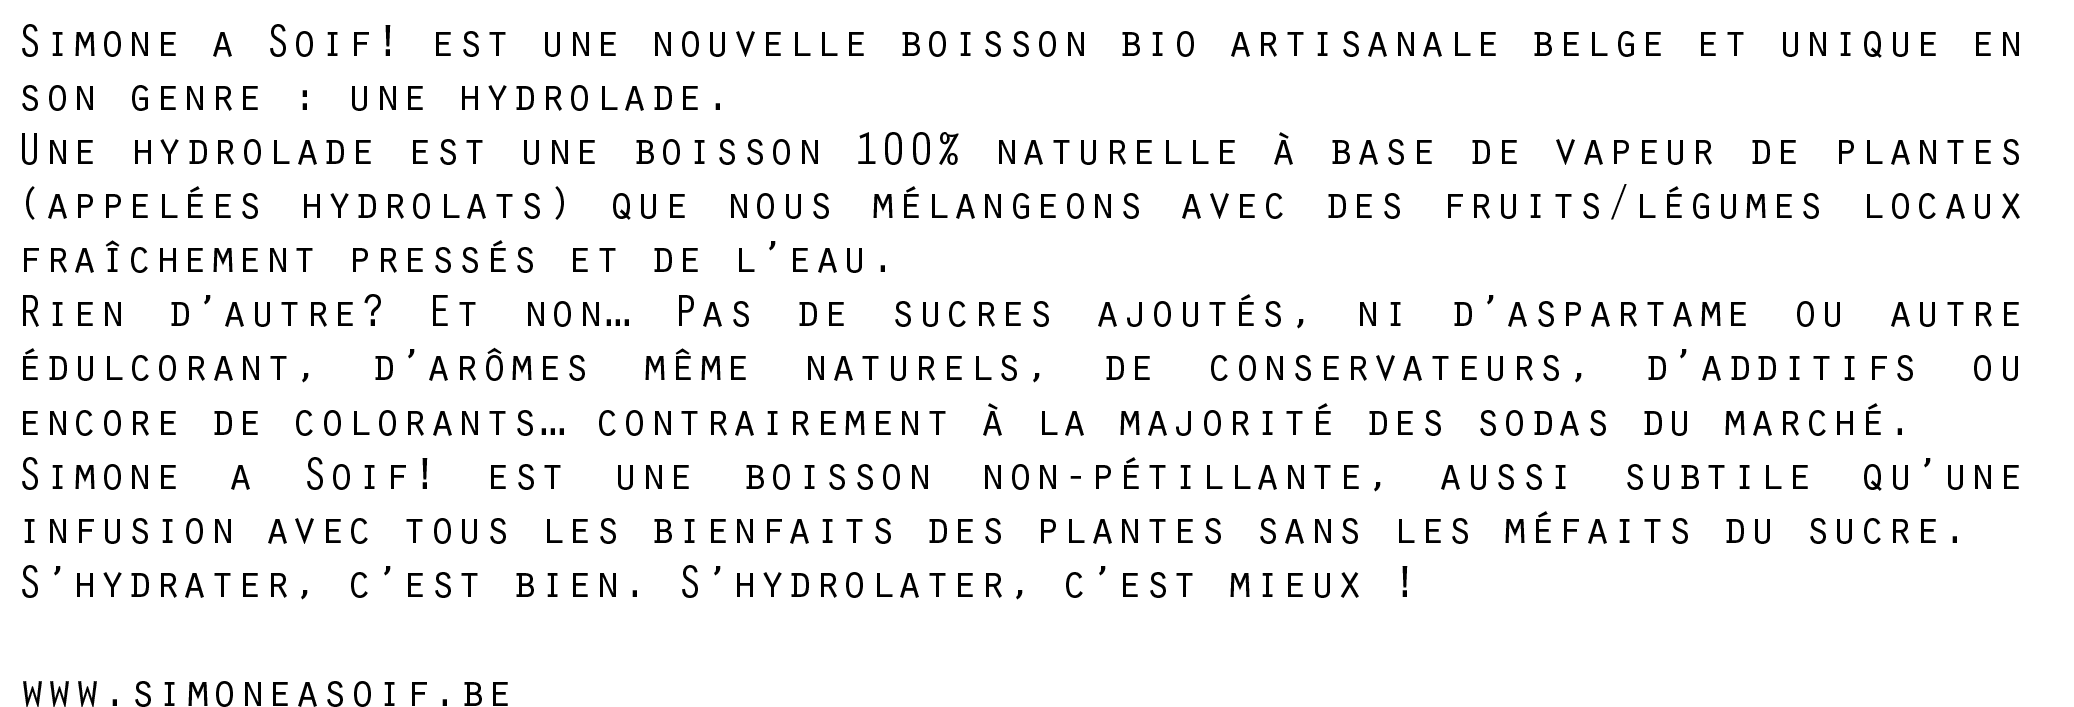 Simone a Soif! est une nouvelle boisson bio artisanale belge et unique en
son genre : une hydrolade.
Une hydrolade est une boisson 100% naturelle à base de vapeur de plantes
(appelées hydrolats) que nous mélangeons avec des fruits/légumes locaux
fraîchement pressés et de l’eau.
Rien d’autre? Et non… Pas de sucres ajoutés, ni d’aspartame ou autre
édulcorant, d’arômes même naturels, de conservateurs, d’additifs ou
encore de colorants… contrairement à la majorité des sodas du marché.
Simone a Soif! est une boisson non-pétillante, aussi subtile qu’une
infusion avec tous les bienfaits des plantes sans les méfaits du sucre.
S’hydrater, c’est bien. S’hydrolater, c’est mieux !
www.simoneasoif.be